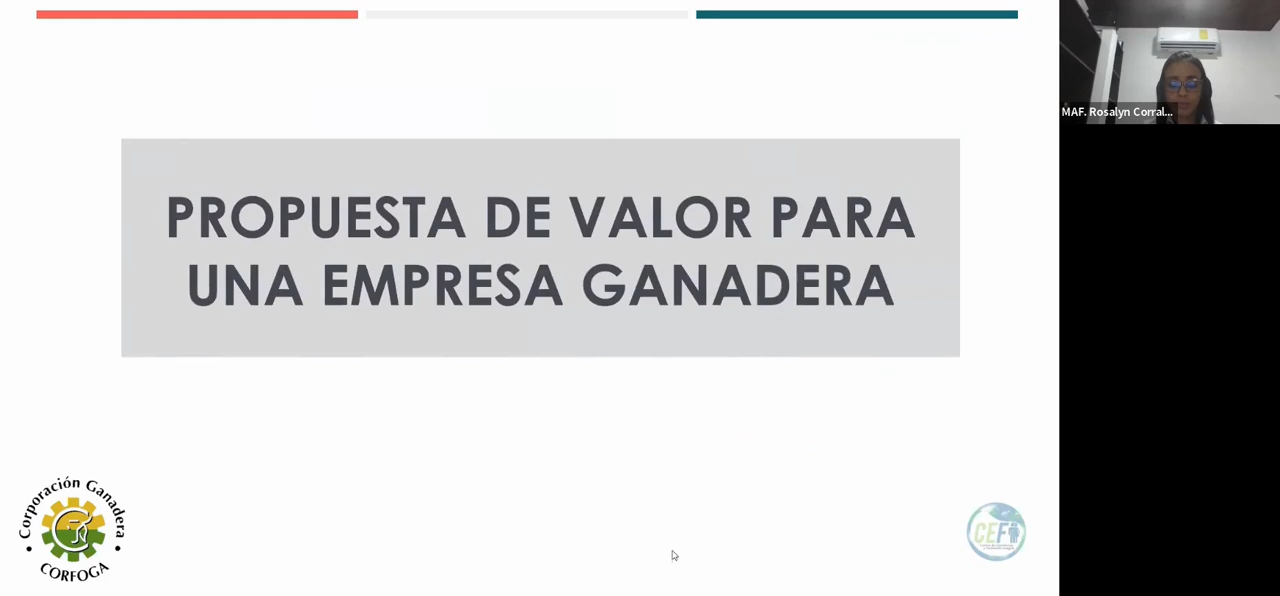 PROPUESTA DE VALOR PARA
UNA EMPRESA GANADERA
MAF. Rosalyn Corral...
Corporación Ganadera
CORFOGA
CEFI